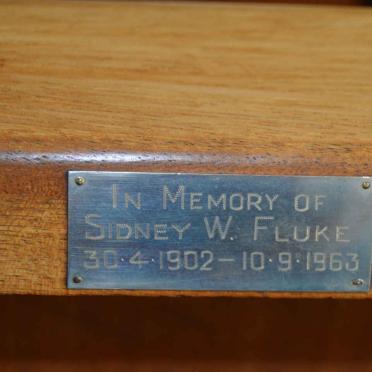 In Memory of
Sidney W. Fluke
30·4·1902–10·9·1963